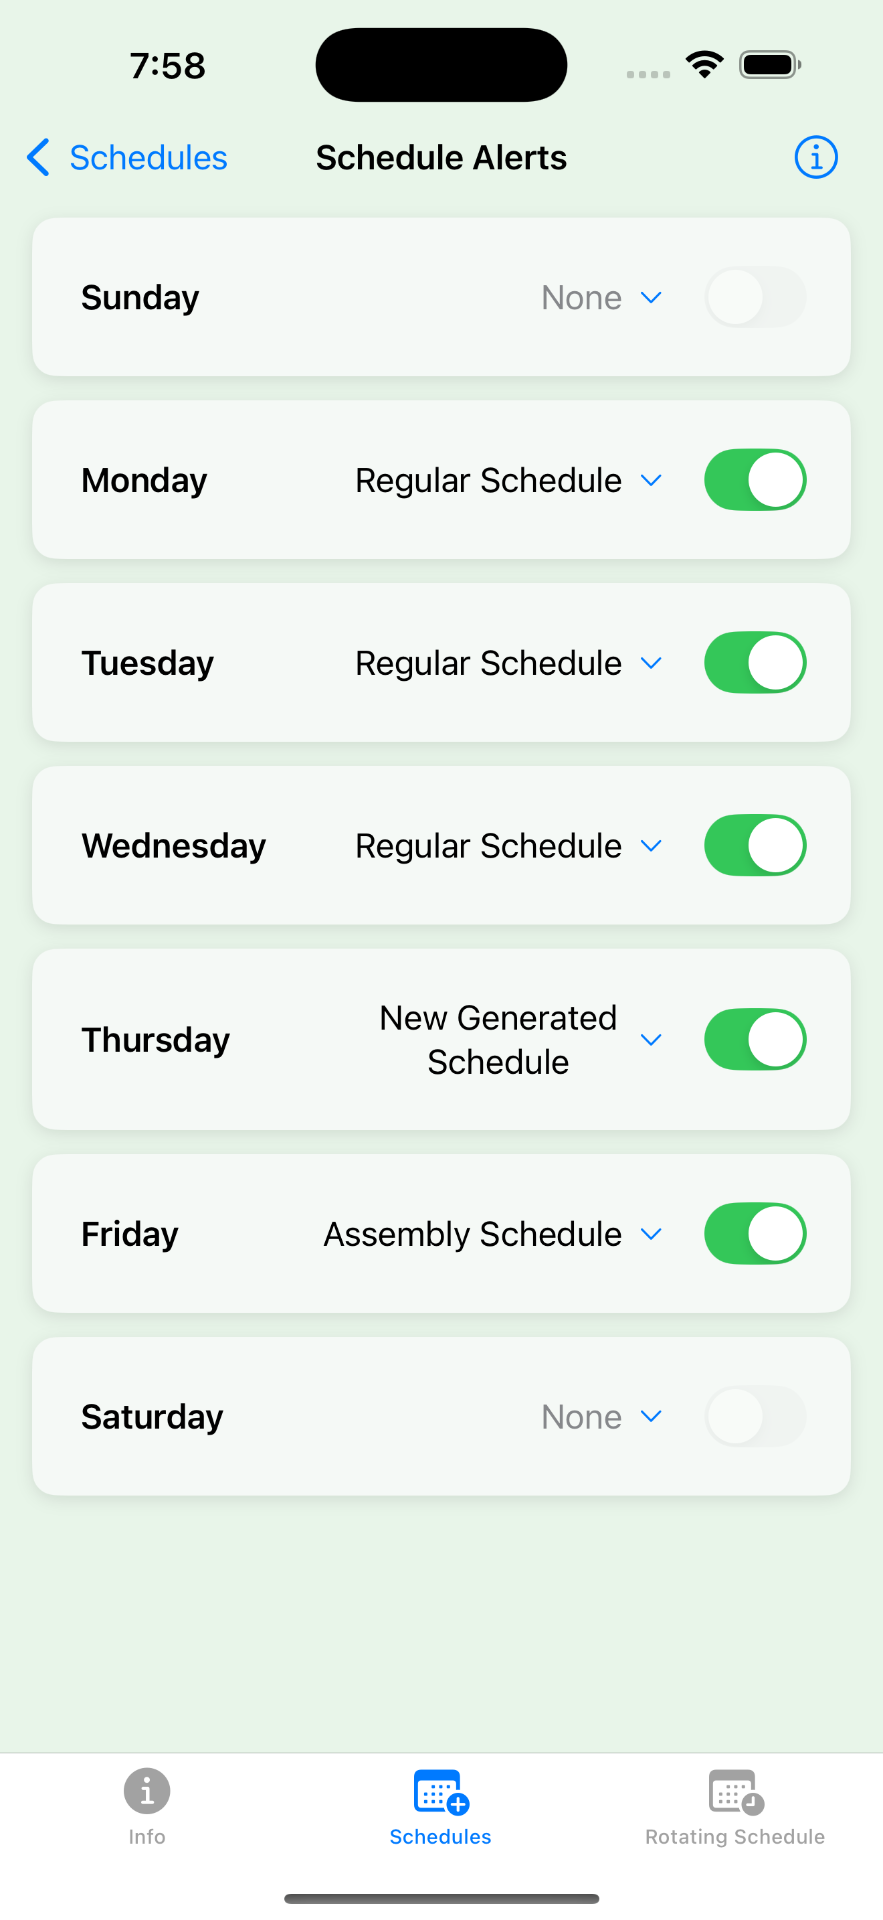 7:58
Schedules
Schedule Alerts
Sunday
None
Monday
Regular Schedule
Tuesday
Regular Schedule
Wednesday
Regular Schedule
Thursday
New Generated
Schedule
Friday
Assembly Schedule
Saturday
None
Info
Schedules
Rotating Schedule